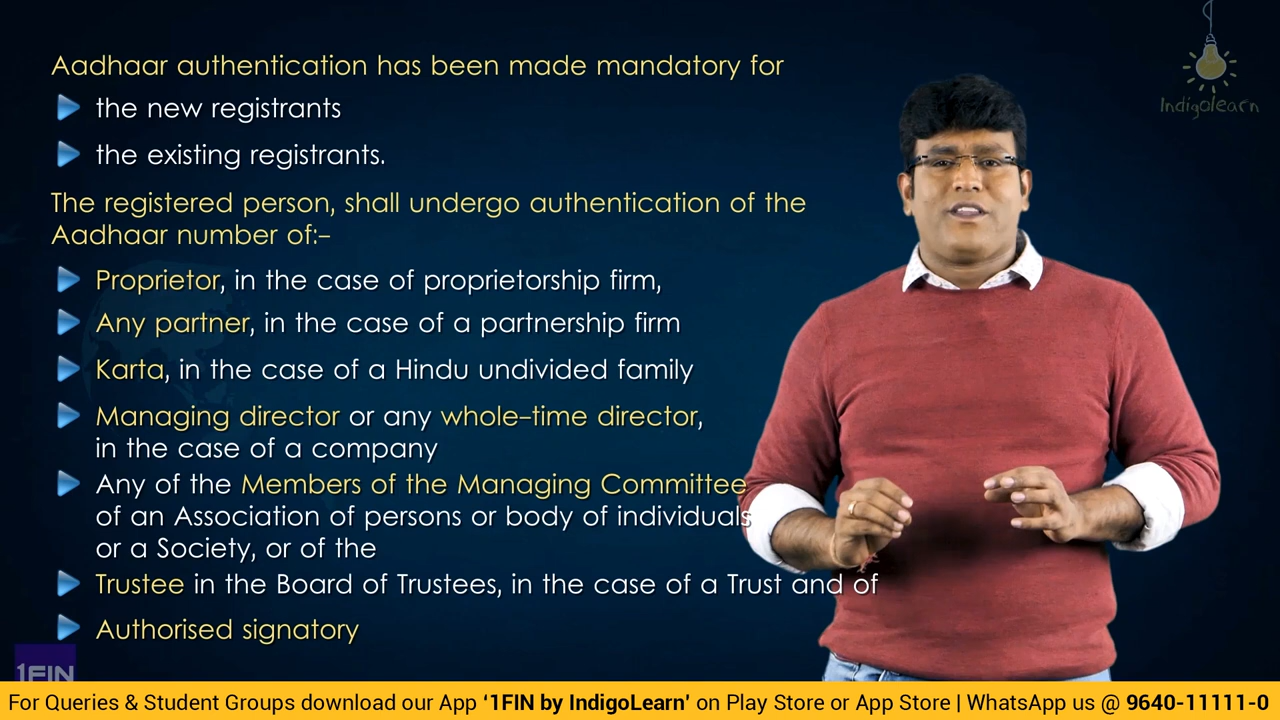 Aadhaar authentication has been made mandatory for
the new registrants
the existing registrants.
The registered person, shall undergo authentication of the
Aadhaar number of:-
Proprietor, in the case of proprietorship firm,
Any partner, in the case of a partnership firm
Karta, in the case of a Hindu undivided family
Managing director or any whole-time director,
in the case of a company
Any of the Members of the Managing Committee
of an Association of persons or body of individuals
or a Society, or of the
Trustee in the Board of Trustees, in the case of a Trust and of
Authorised signatory
Indigolearn
1FIN
For Queries & Student Groups download our App ‘1FIN by IndigoLearn’ on Play Store or App Store | WhatsApp us @ 9640-11111-0